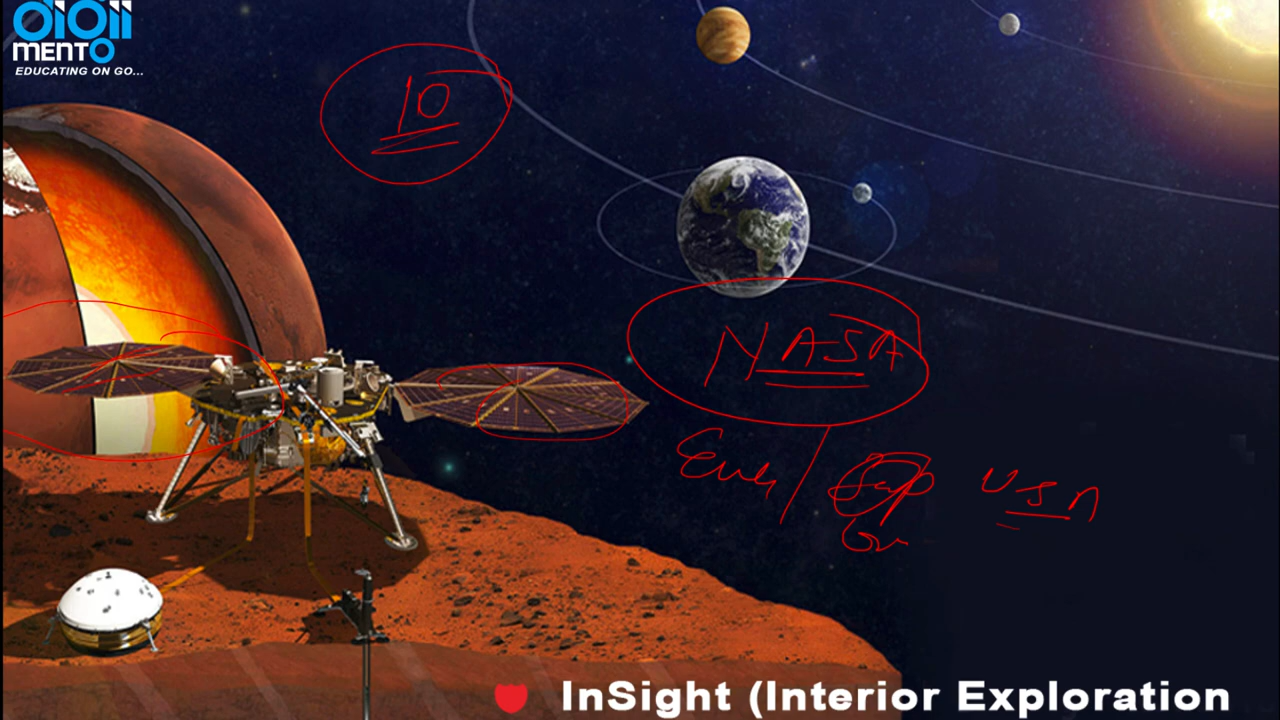 MENTO
EDUCATING ON GO...
10
NASA
USA
InSight (Interior Exploration